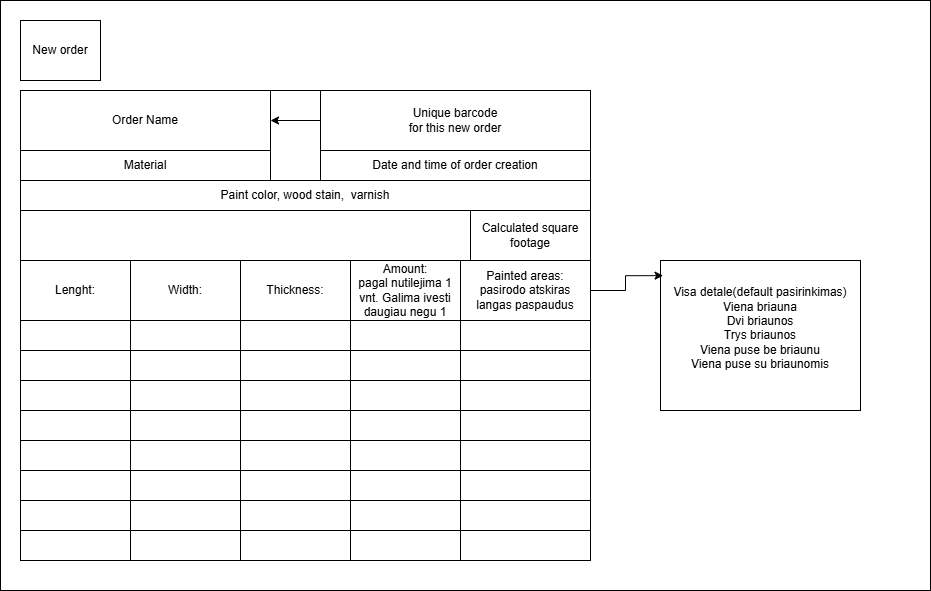 New order
Order Name
Unique barcode
for this new order
Material
Date and time of order creation
Paint color, wood stain, varnish
Calculated square
footage
Lenght:
Width:
Thickness:
Amount:
pagal nutilejima 1
vnt. Galima ivesti
daugiau negu 1
Painted areas:
pasirodo atskiras
langas paspaudus
Visa detale(default pasirinkimas)
Viena briauna
Dvi briaunos
Trys briaunos
Viena puse be briaunu
Viena puse su briaunomis